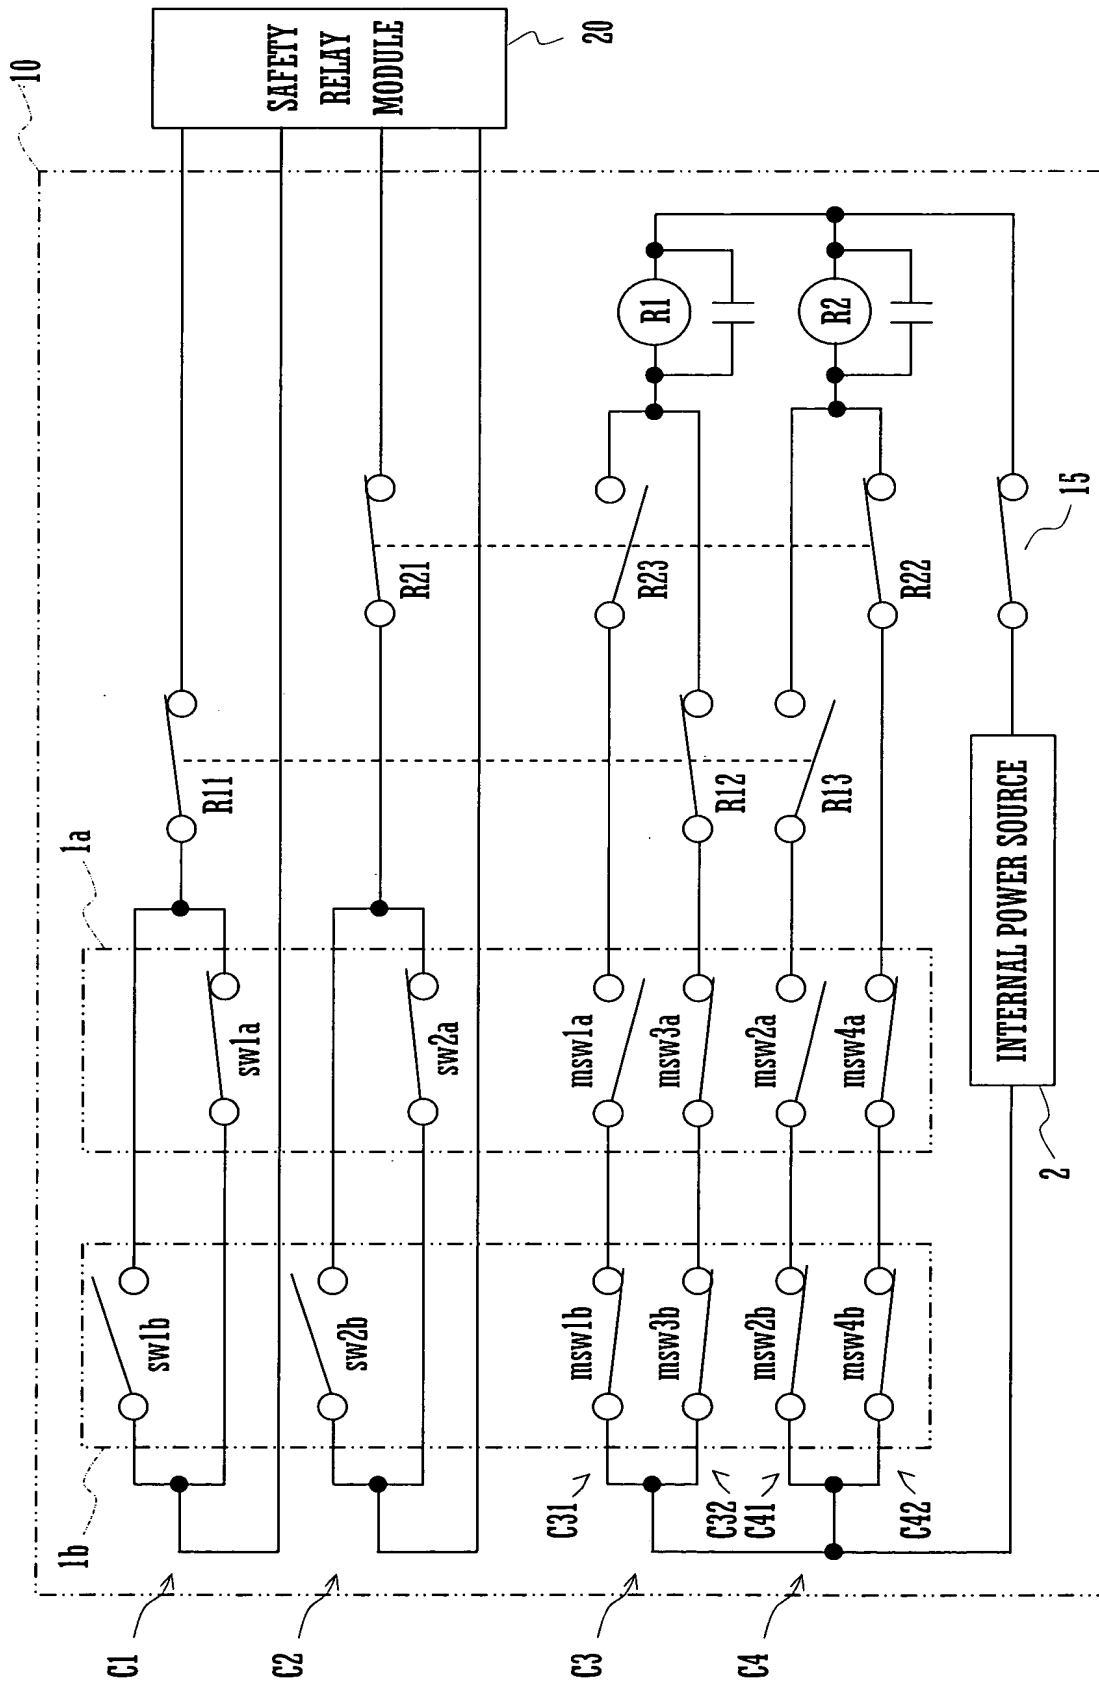 10
SAFETY
RELAY
MODULE
20
1a
1b
C1
C2
C3
C4
sw1b
sw1a
R11
sw2b
sw2a
R21
C31
msw1b
msw1a
R23
R1
C32
msw3b
msw3a
R12
C41
msw2b
msw2a
R13
R2
C42
msw4b
msw4a
R22
2
INTERNAL POWER SOURCE
15